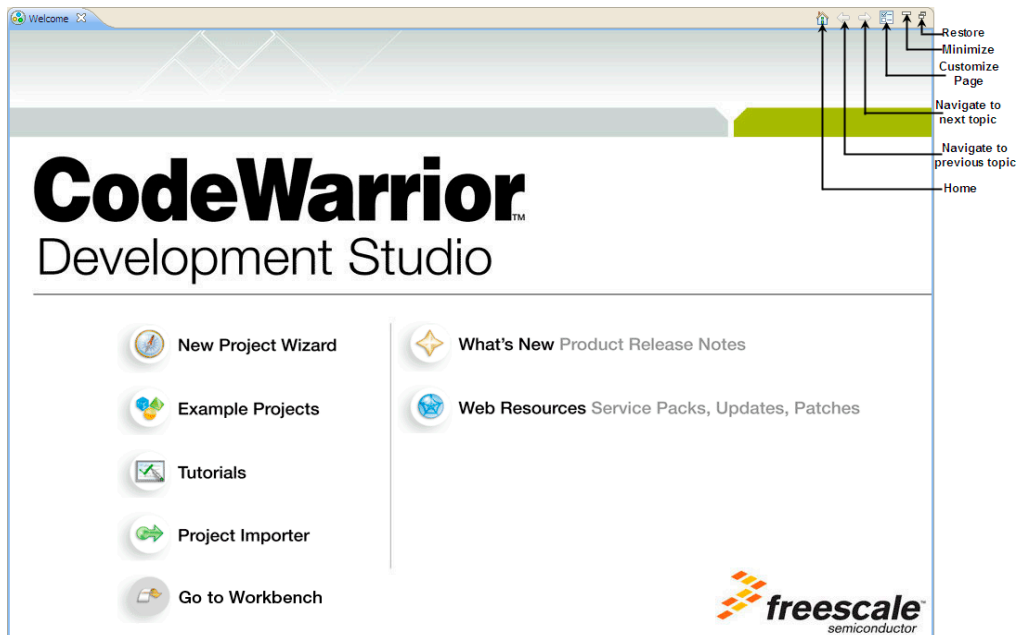 Welcome
Restore
Minimize
Customize
Page
Navigate to
next topic
Navigate to
previous topic
Home
CodeWarrior™
Development Studio
New Project Wizard
What's New Product Release Notes
Example Projects
Web Resources Service Packs, Updates, Patches
Tutorials
Project Importer
Go to Workbench
freescale™
semiconductor